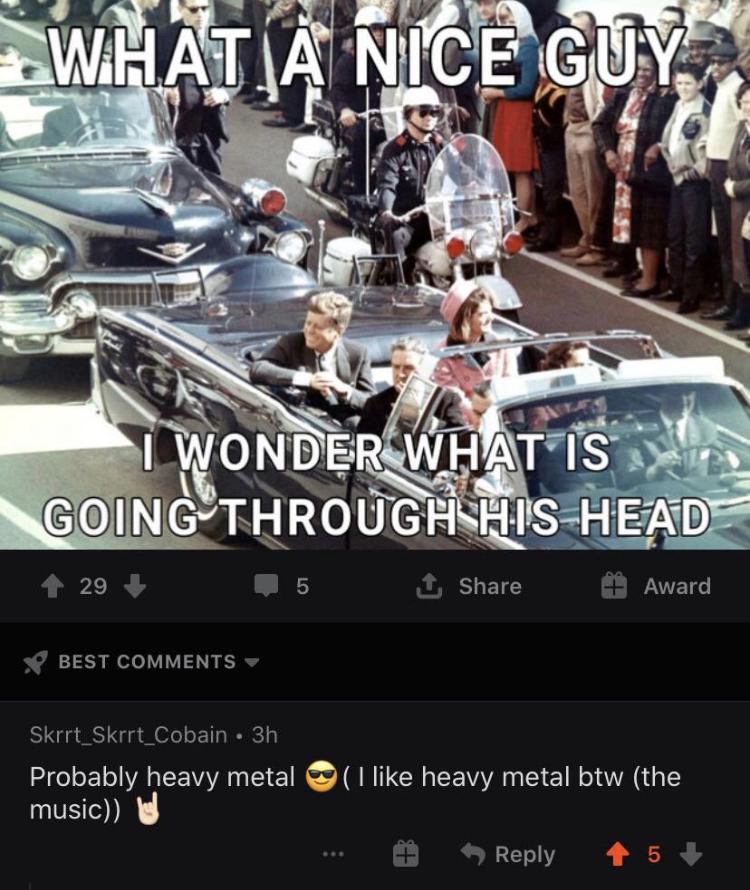 WHAT A NICE GUY
I WONDER WHAT IS
GOING THROUGH HIS HEAD
29
5
Share
Award
BEST COMMENTS
Skrrt_Skrrt_Cobain • 3h
Probably heavy metal 😎 ( I like heavy metal btw (the
music)) 🤘🏻
... Reply 5